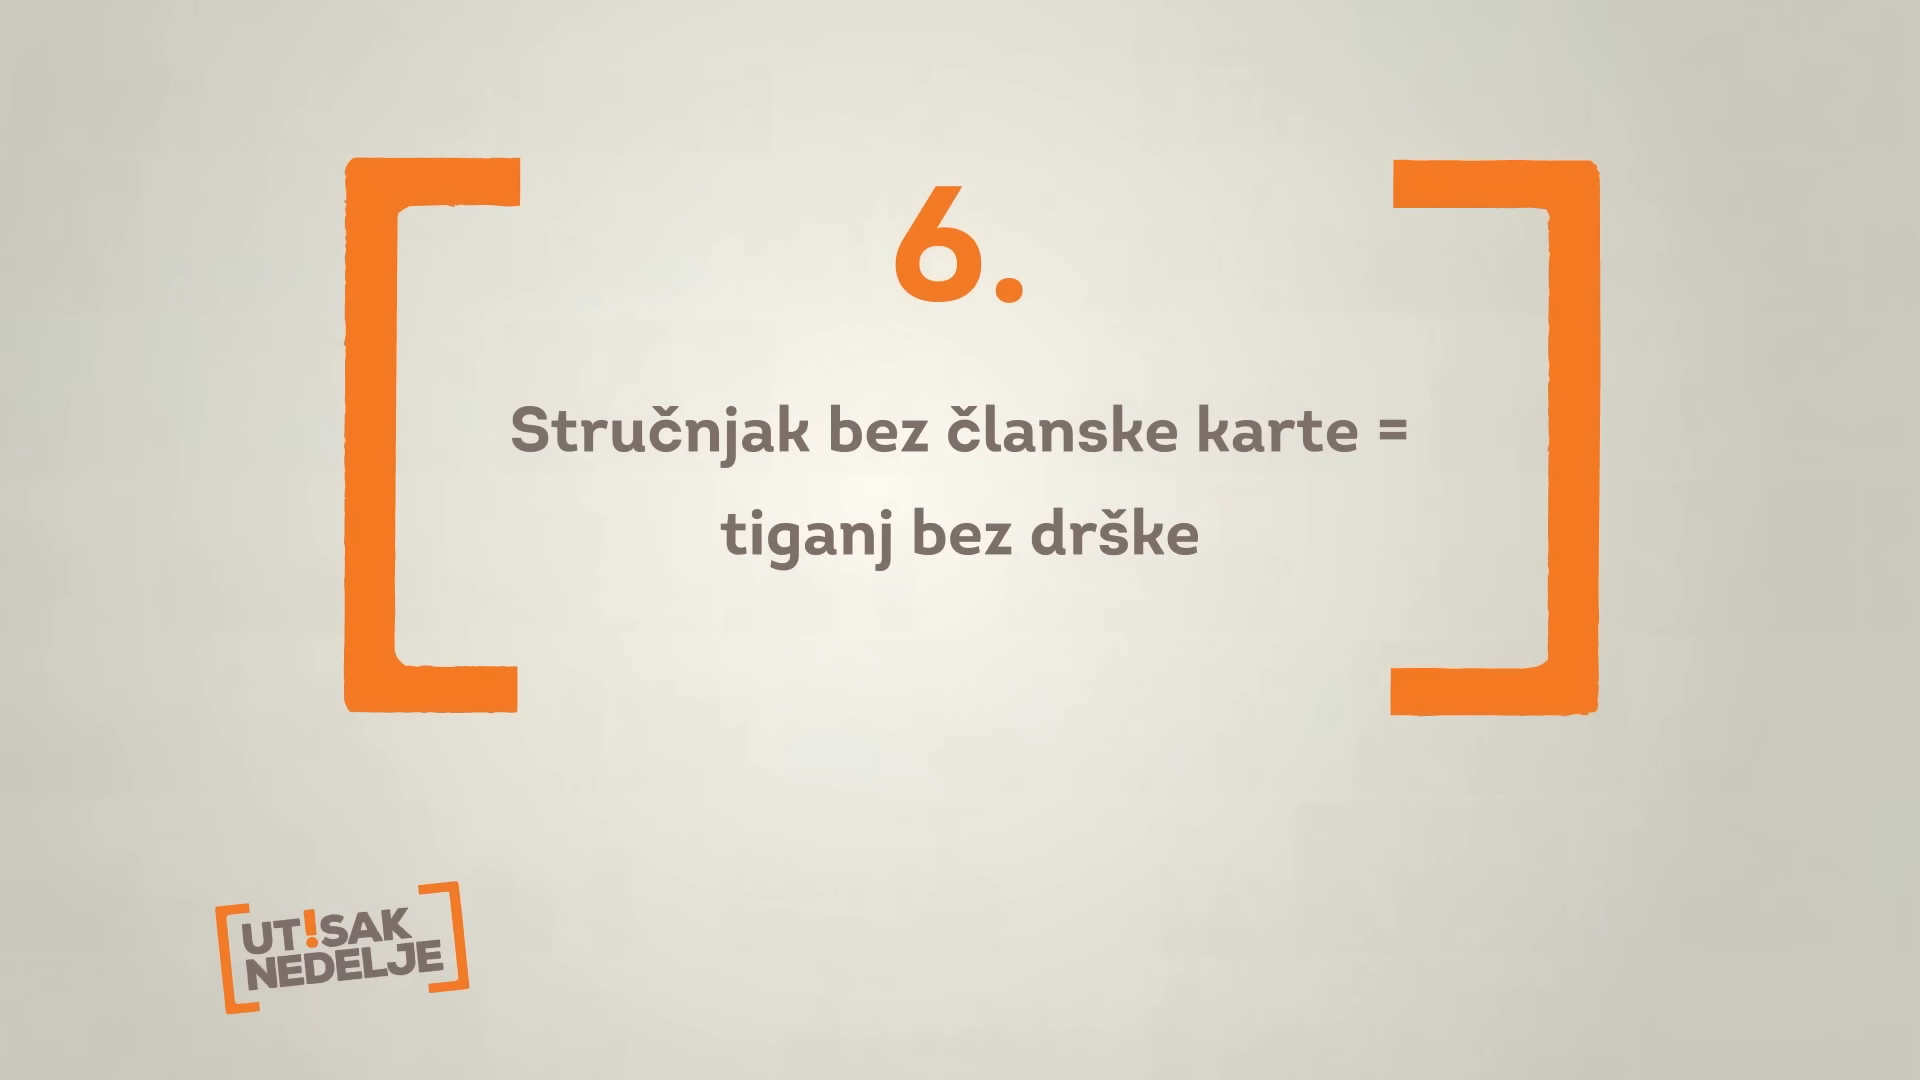 6.
Stručnjak bez članske karte =
tiganj bez drške
UT!SAK
NEDELJE